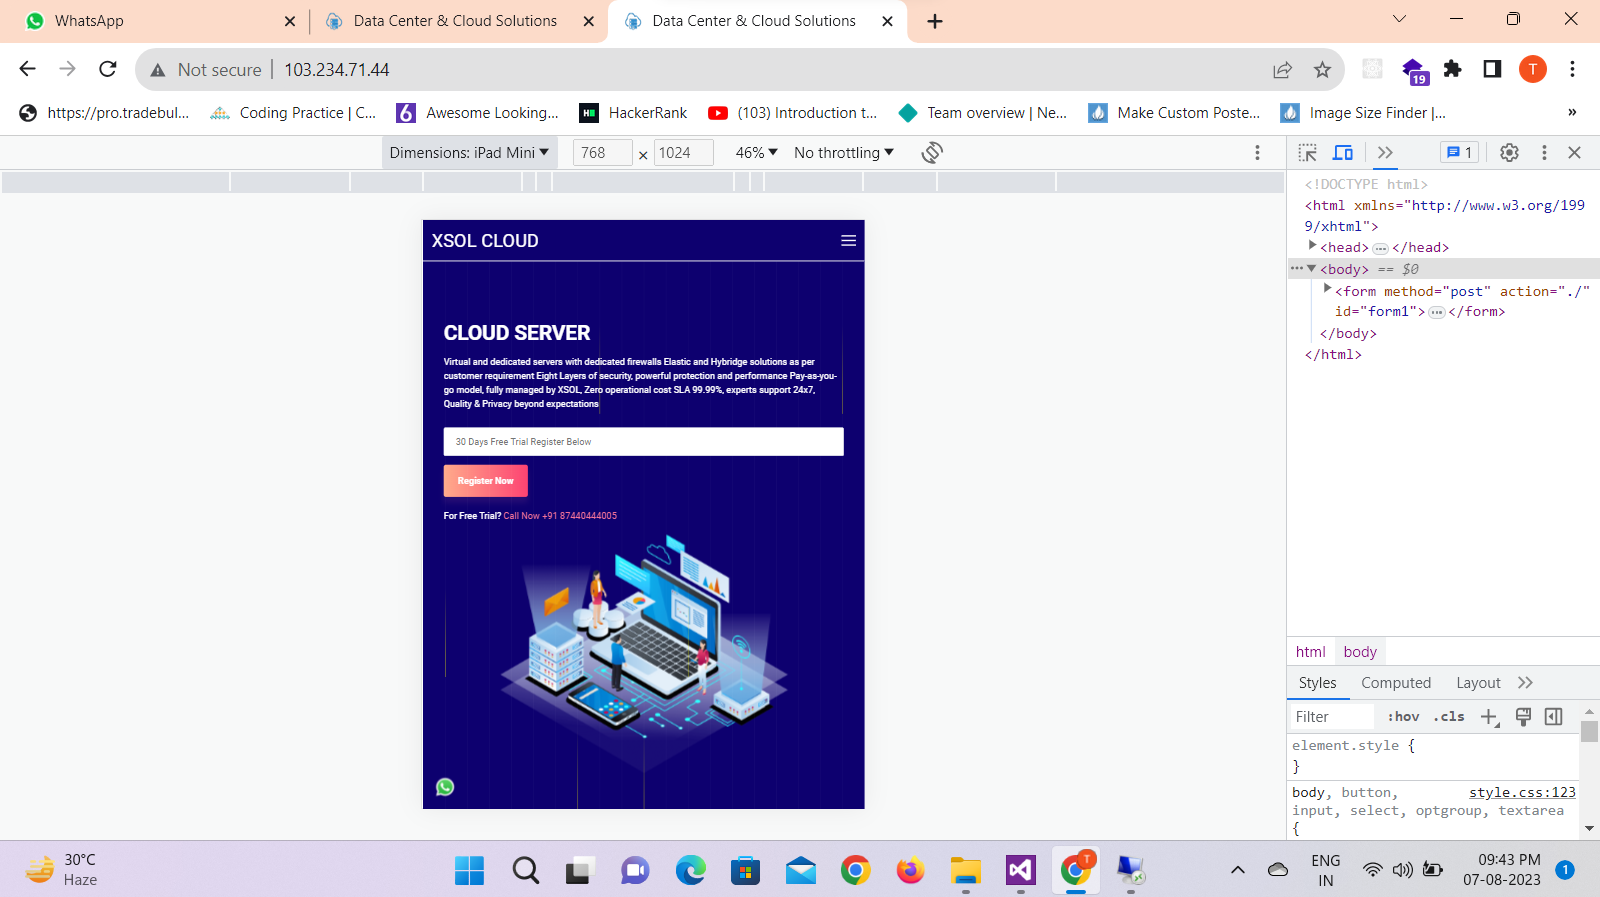 WhatsApp
Data Center & Cloud Solutions
Data Center & Cloud Solutions
Not secure
103.234.71.44
19
T
https://pro.tradebul...
Coding Practice | C...
Awesome Looking...
HackerRank
(103) Introduction t...
Team overview | Ne...
Make Custom Poste...
Image Size Finder |...
»
Dimensions: iPad Mini
768
×
1024
46%
No throttling
1
XSOL CLOUD
CLOUD SERVER
Virtual and dedicated servers with dedicated firewalls Elastic and Hybridge solutions as per
customer requirement Eight Layers of security, powerful protection and performance Pay-as-you-
go model, fully managed by XSOL, Zero operational cost SLA 99.99%, experts support 24x7,
Quality & Privacy beyond expectations
30 Days Free Trial Register Below
Register Now
For Free Trial? Call Now +91 87440444005
<!DOCTYPE html>
<html xmlns="http://www.w3.org/199
9/xhtml">
<head> … </head>
<body> == $0
<form method="post" action="./"
id="form1"> … </form>
</body>
</html>
html
body
Styles
Computed
Layout
Filter
:hov
.cls
element.style {
}
body, button,
style.css:123
input, select, optgroup, textarea
{
30°C
Haze
T
ENG
IN
09:43 PM
07-08-2023
1